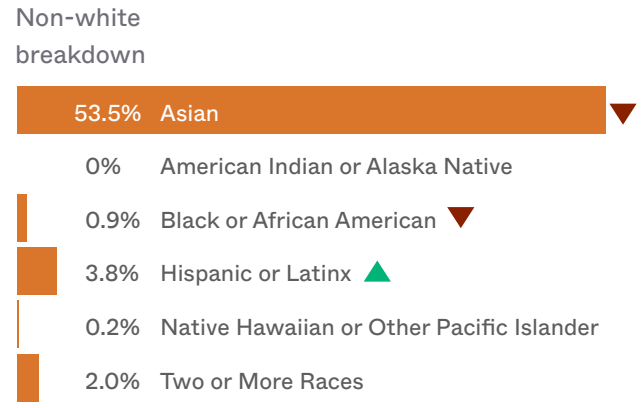 Non-white
breakdown
53.5% Asian
0% American Indian or Alaska Native
0.9% Black or African American
3.8% Hispanic or Latinx
0.2% Native Hawaiian or Other Pacific Islander
2.0% Two or More Races